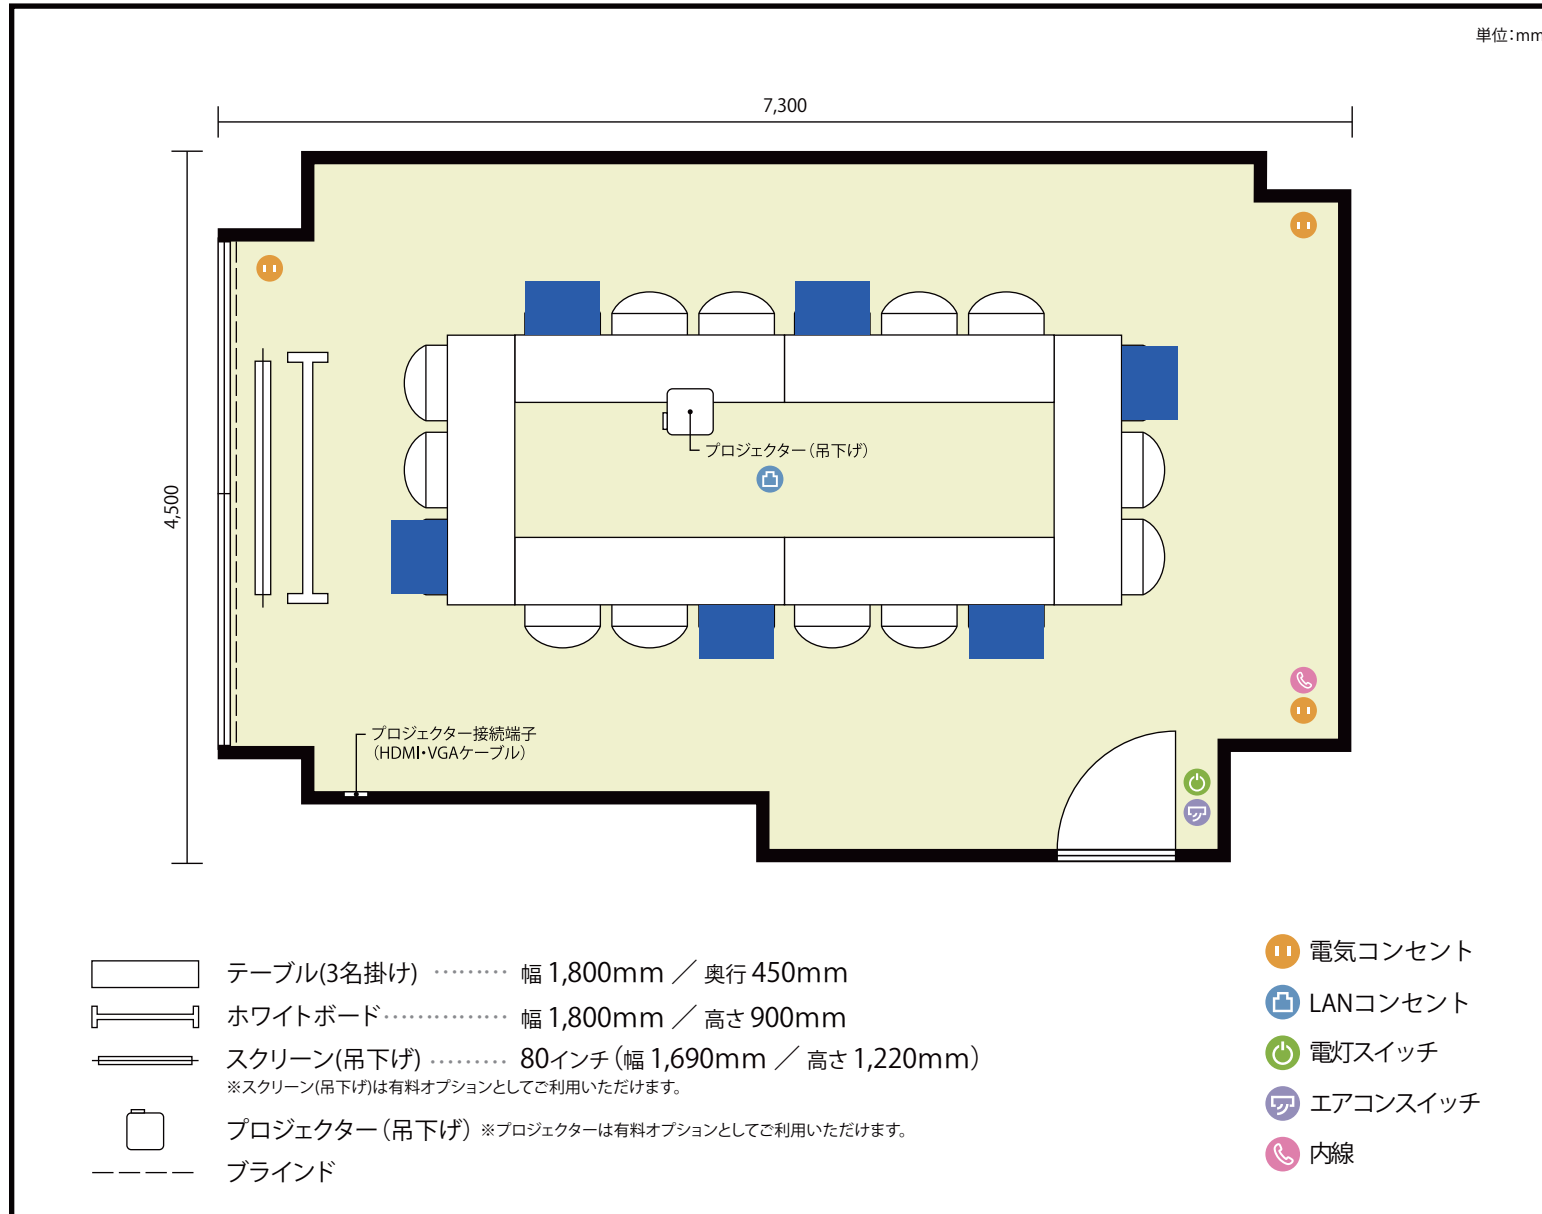 単位：mm
7,300
4,500
プロジェクター（吊下げ）
プロジェクター接続端子
（HDMI・VGAケーブル）
テーブル(3名掛け) ……… 幅 1,800mm ／ 奥行 450mm
ホワイトボード…………… 幅 1,800mm ／ 高さ 900mm
スクリーン(吊下げ) ……… 80インチ（幅 1,690mm ／ 高さ 1,220mm）
※スクリーン(吊下げ)は有料オプションとしてご利用いただけます。
プロジェクター（吊下げ） ※プロジェクターは有料オプションとしてご利用いただけます。
ブラインド
電気コンセント
LANコンセント
電灯スイッチ
エアコンスイッチ
内線